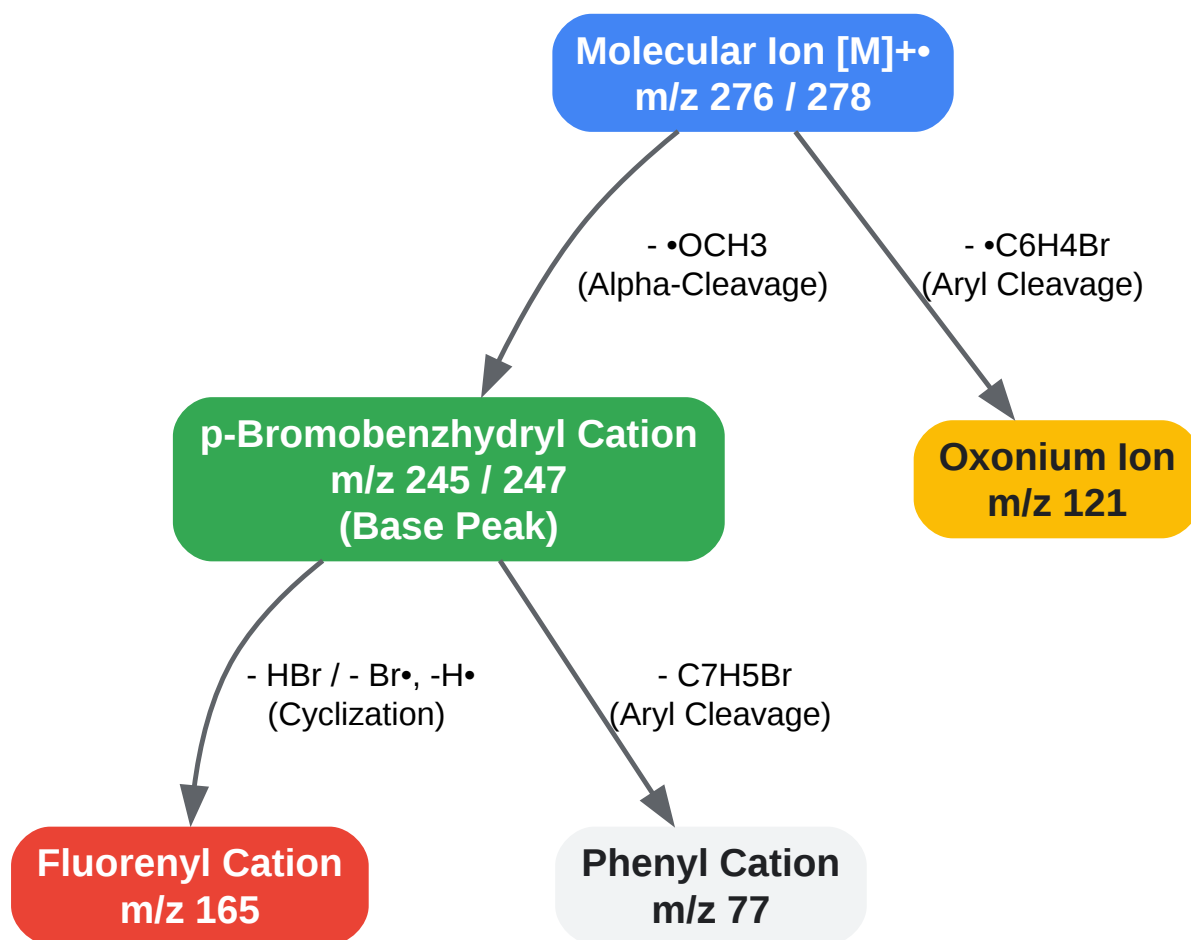 Molecular Ion [M]+•
m/z 276 / 278
- •OCH3
(Alpha-Cleavage)
- •C6H4Br
(Aryl Cleavage)
p-Bromobenzhydryl Cation
m/z 245 / 247
(Base Peak)
Oxonium Ion
m/z 121
- HBr / - Br•, -H•
(Cyclization)
- C7H5Br
(Aryl Cleavage)
Fluorenyl Cation
m/z 165
Phenyl Cation
m/z 77